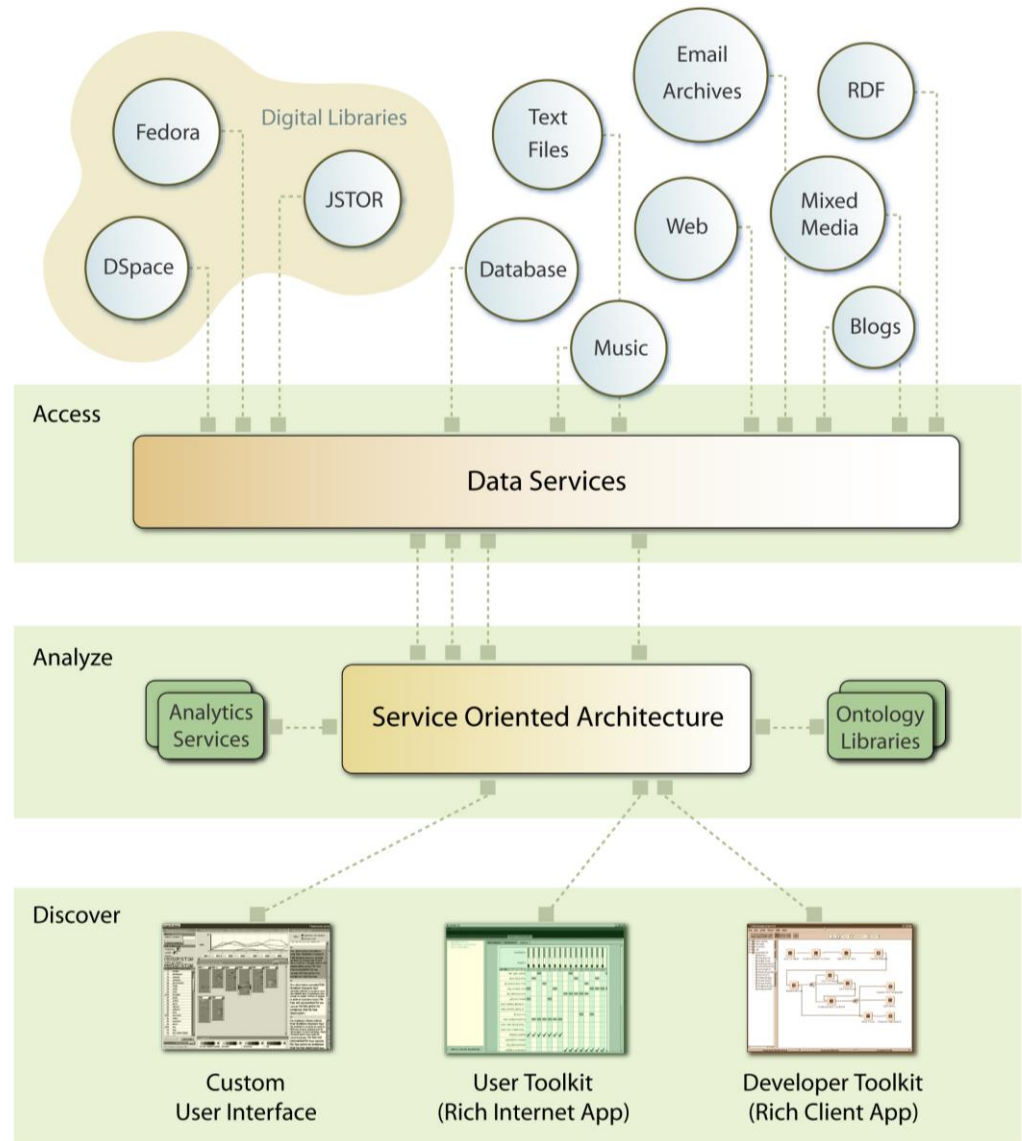 Fedora
Digital Libraries
JSTOR
DSpace
Text
Files
Email
Archives
RDF
Database
Web
Mixed
Media
Music
Blogs
Access
Data Services
Analyze
Analytics
Services
Service Oriented Architecture
Ontology
Libraries
Discover
Custom
User Interface
User Toolkit
(Rich Internet App)
Developer Toolkit
(Rich Client App)